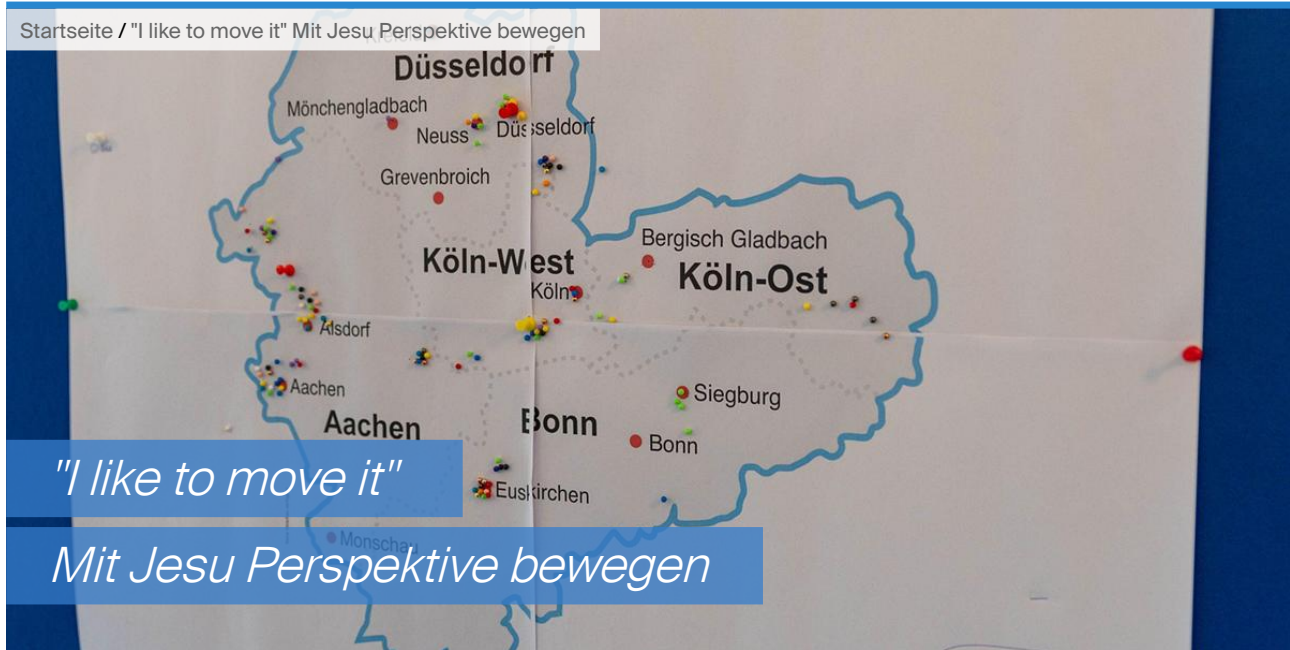 Startseite / "I like to move it" Mit Jesu Perspektive bewegen
Düsseldorf
Mönchengladbach
Neuss
Düsseldorf
Grevenbroich
Bergisch Gladbach
Köln-West
Köln-Ost
Köln
Alsdorf
Aachen
Siegburg
Aachen
Bonn
Bonn
"I like to move it"
Euskirchen
Monschau
Mit Jesu Perspektive bewegen